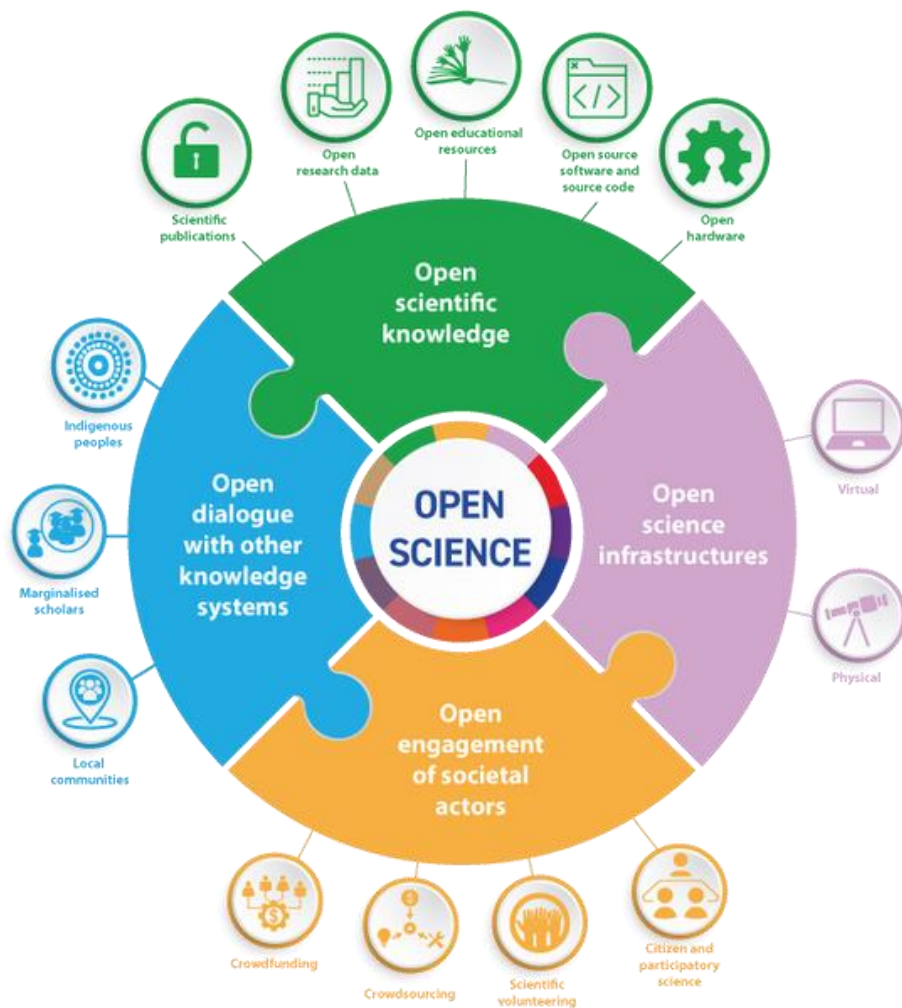 Open educational
resources
Open
research data
Open source
software and
source code
Scientific
publications
Open
hardware
Open
scientific
knowledge
Indigenous
peoples
Virtual
Open
dialogue
with other
knowledge
systems
OPEN
SCIENCE
Open
science
infrastructures
Marginalised
scholars
Physical
Local
communities
Open
engagement
of societal
actors
$
Crowdfunding
$
Crowdsourcing
Scientific
volunteering
Citizen and
participatory
science